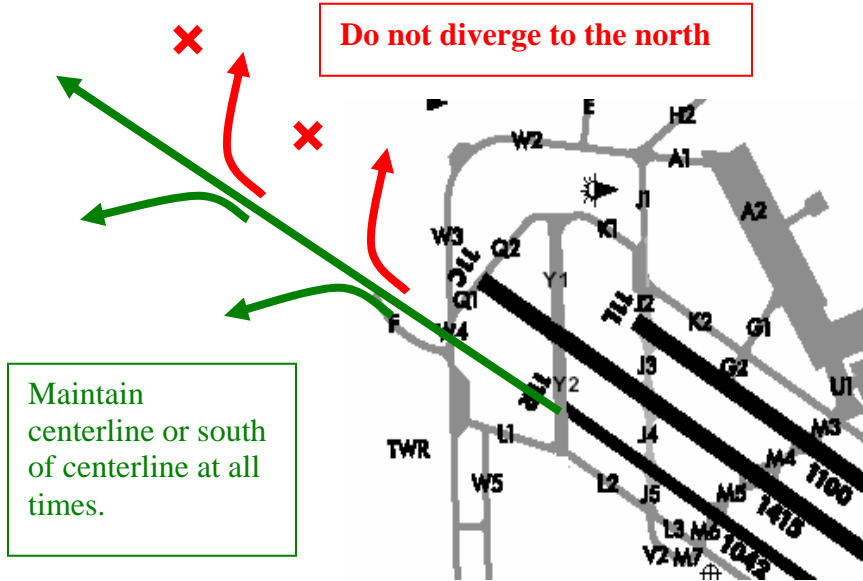 Do not diverge to the north
E
H2
W2
A1
J1
A2
K1
W3
Q2
11C
Y1
Q1
11L
J2
K2
G1
F
W4
G2
J3
11R
Y2
U1
Maintain
centerline or south
of centerline at all
times.
M3
L1
J4
M4
1100
TWR
W5
L2
J5
M5
1415
L3
M6
1042
V2
M7